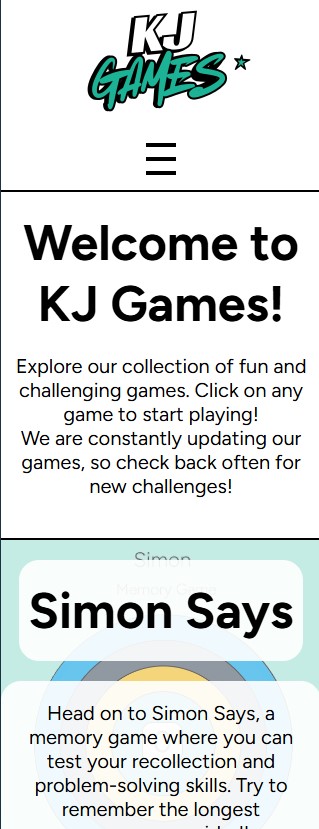 KJ
GAMES
Welcome to
KJ Games!
Explore our collection of fun and
challenging games. Click on any
game to start playing!
We are constantly updating our
games, so check back often for
new challenges!
Simon
Memory Game
Simon Says
Head on to Simon Says, a
memory game where you can
test your recollection and
problem-solving skills. Try to
remember the longest